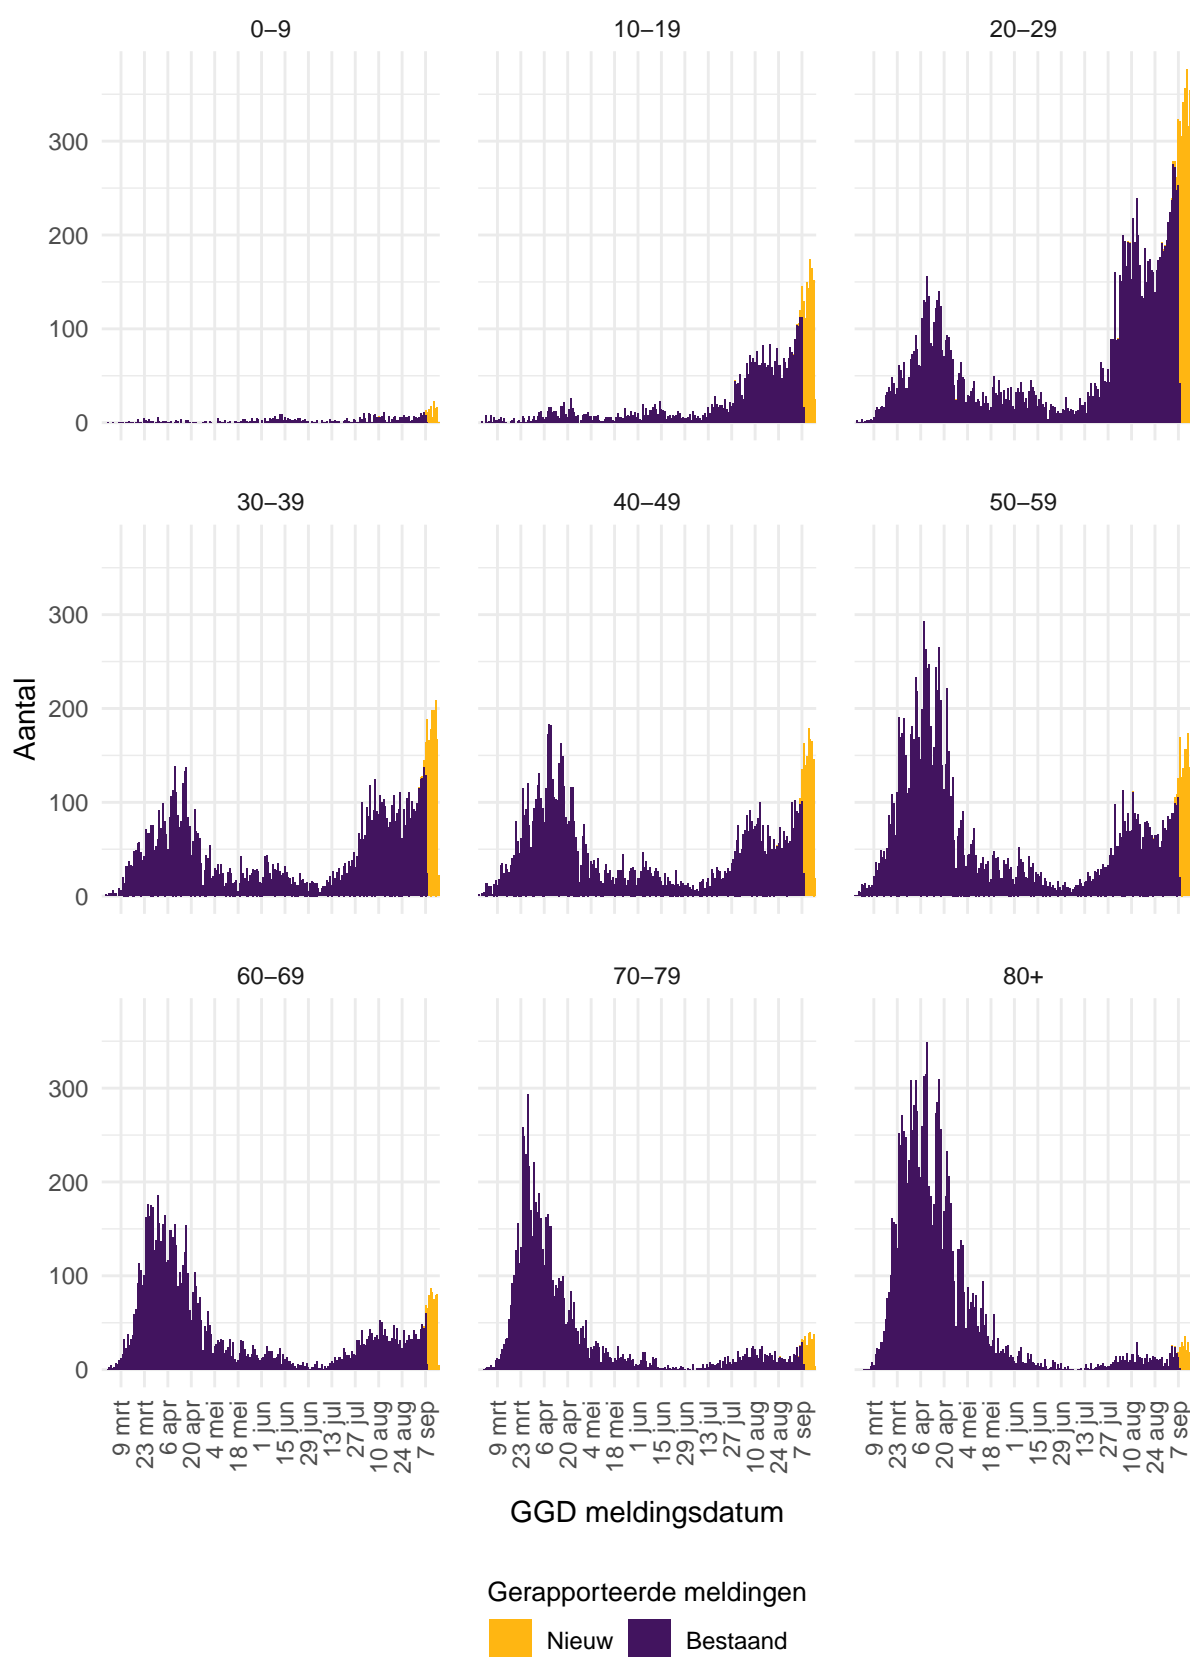 0–9 10–19 20–29
300
200
100
0
30–39 40–49 50–59
300
200
100
0
Aantal
60–69 70–79 80+
300
200
100
0
9 mrt 23 mrt 6 apr 20 apr 4 mei 18 mei 1 jun 15 jun 29 jun 13 jul 27 jul 10 aug 24 aug 7 sep
9 mrt 23 mrt 6 apr 20 apr 4 mei 18 mei 1 jun 15 jun 29 jun 13 jul 27 jul 10 aug 24 aug 7 sep
9 mrt 23 mrt 6 apr 20 apr 4 mei 18 mei 1 jun 15 jun 29 jun 13 jul 27 jul 10 aug 24 aug 7 sep
GGD meldingsdatum
Gerapporteerde meldingen
Nieuw Bestaand